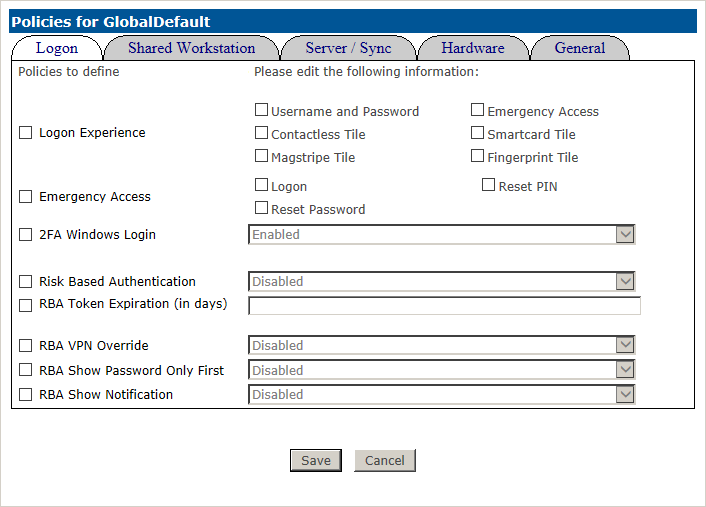 Policies for GlobalDefault
Logon Shared Workstation Server / Sync Hardware General
Policies to define Please edit the following information:
Username and Password Emergency Access
Logon Experience Contactless Tile Smartcard Tile
Magstripe Tile Fingerprint Tile
Logon Reset PIN
Emergency Access
Reset Password
2FA Windows Login Enabled
Risk Based Authentication Disabled
RBA Token Expiration (in days)
RBA VPN Override Disabled
RBA Show Password Only First Disabled
RBA Show Notification Disabled
Save Cancel